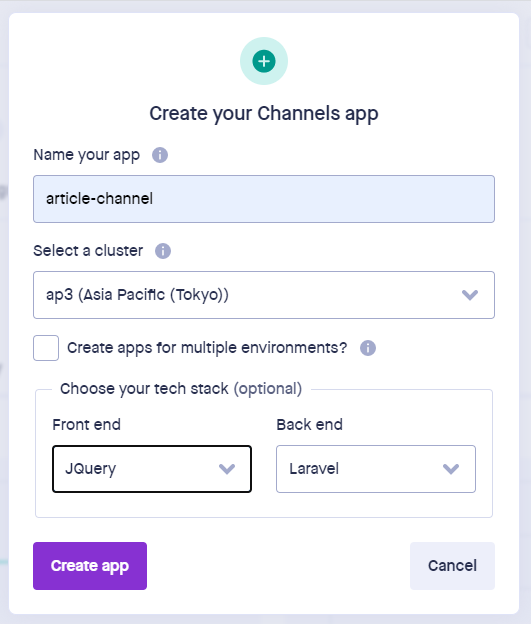 Create your Channels app
Name your app
article-channel
Select a cluster
ap3 (Asia Pacific (Tokyo))
Create apps for multiple environments?
Choose your tech stack (optional)
Front end Back end
JQuery Laravel
Create app Cancel